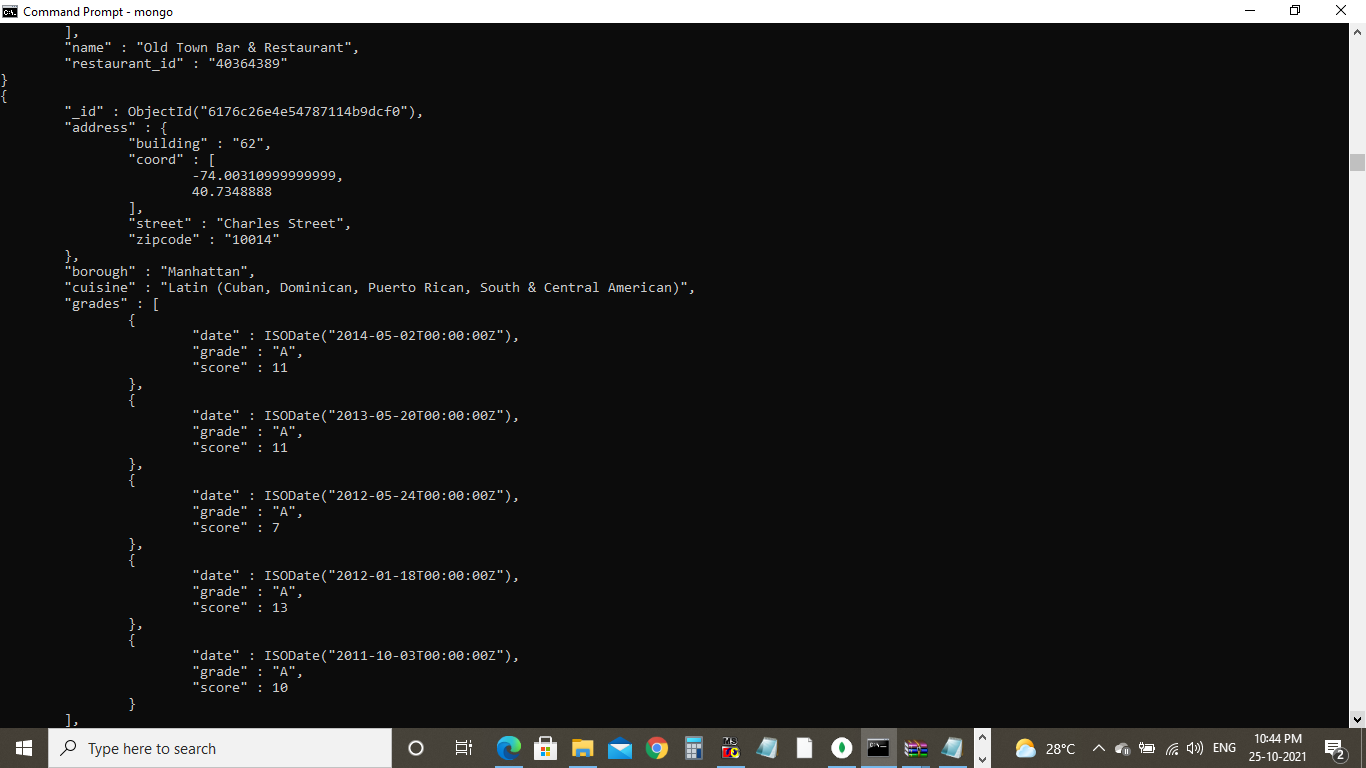 Command Prompt - mongo
],
"name" : "Old Town Bar & Restaurant",
"restaurant_id" : "40364389"
}
{
"_id" : ObjectId("6176c26e4e54787114b9dcf0"),
"address" : {
"building" : "62",
"coord" : [
-74.00310999999999,
40.7348888
],
"street" : "Charles Street",
"zipcode" : "10014"
},
"borough" : "Manhattan",
"cuisine" : "Latin (Cuban, Dominican, Puerto Rican, South & Central American)",
"grades" : [
{
"date" : ISODate("2014-05-02T00:00:00Z"),
"grade" : "A",
"score" : 11
},
{
"date" : ISODate("2013-05-20T00:00:00Z"),
"grade" : "A",
"score" : 11
},
{
"date" : ISODate("2012-05-24T00:00:00Z"),
"grade" : "A",
"score" : 7
},
{
"date" : ISODate("2012-01-18T00:00:00Z"),
"grade" : "A",
"score" : 13
},
{
"date" : ISODate("2011-10-03T00:00:00Z"),
"grade" : "A",
"score" : 10
}
],
Type here to search
28°C
ENG
10:44 PM
25-10-2021
2